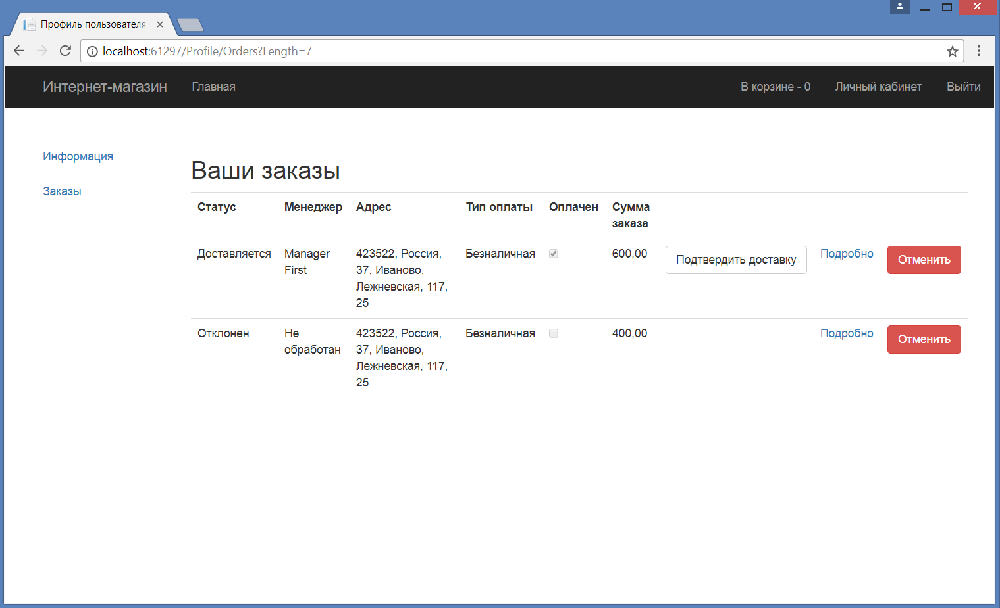 Профиль пользователя
localhost:61297/Profile/Orders?Length=7
Интернет-магазин Главная В корзине - 0 Личный кабинет Выйти
Информация
Заказы
Ваши заказы
Статус Менеджер Адрес Тип оплаты Оплачен Сумма
заказа
Доставляется Manager 423522, Россия, Безналичная 600,00 Подтвердить доставку Подробно Отменить
First 37, Иваново,
Лежневская, 117,
25
Отклонен Не 423522, Россия, Безналичная 400,00 Подробно Отменить
обработан 37, Иваново,
Лежневская, 117,
25